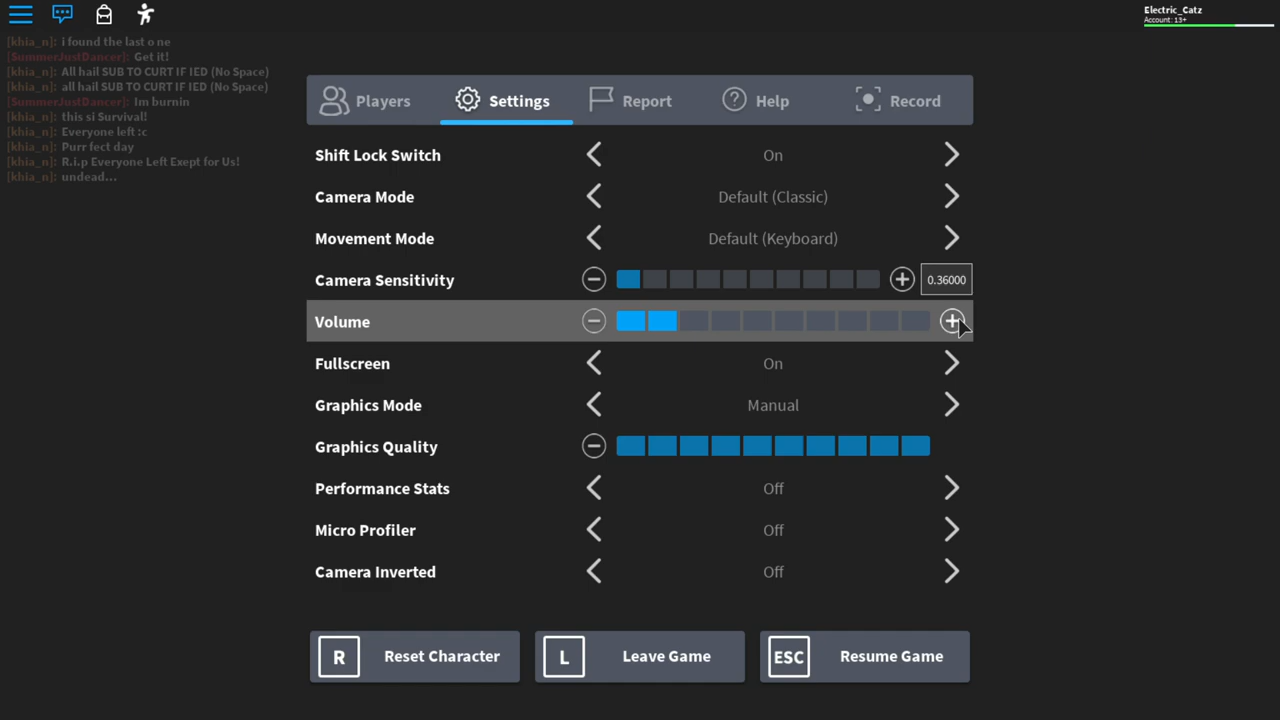 Electric_Catz
Account: 13+
[khia_n]: i found the last o ne
[SummerJustDancer]: Get it!
[khia_n]: All hail SUB TO CURT IF IED (No Space)
[khia_n]: all hail SUB TO CURT IF IED (No Space)
[SummerJustDancer]: Im burnin
[khia_n]: this si Survival!
[khia_n]: Everyone left :c
[khia_n]: Purr fect day
[khia_n]: R.i.p Everyone Left Exept for Us!
[khia_n]: undead...
Players Settings Report Help Record
Shift Lock Switch On
Camera Mode Default (Classic)
Movement Mode Default (Keyboard)
Camera Sensitivity 0.36000
Volume
Fullscreen On
Graphics Mode Manual
Graphics Quality
Performance Stats Off
Micro Profiler Off
Camera Inverted Off
R Reset Character L Leave Game ESC Resume Game